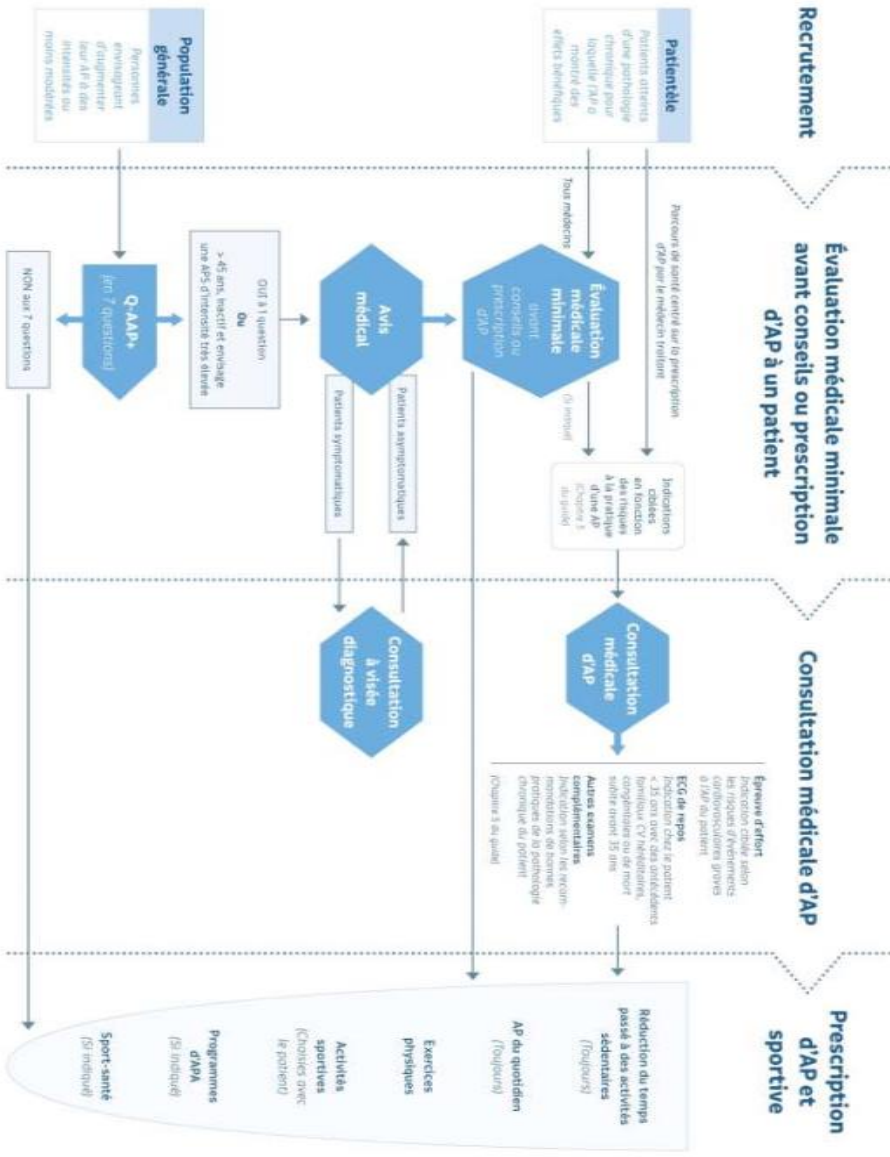 Recrutement
Évaluation médicale minimale
avant conseils ou prescription
d'AP à un patient
Consultation médicale d'AP
Prescription
d'AP et
sportive
Patientèle
Patients atteints
d'une pathologie
chronique pour
laquelle l'AP a
montré des
effets bénéfiques
Population
générale
Personnes
envisageant
d'augmenter
leur AP à des
intensités au
moins modérées
Parcours de santé centré sur la prescription
d'AP par le médecin traitant
Tous médecins
Évaluation
médicale
minimale
avant
conseils ou
prescription
d'AP
(Si indiqué)
Indications
ciblées
en fonction
des risques
à la pratique
d'une AP
(Chapitre 5
du guide)
Avis
médical
Patients asymptomatiques
Patients symptomatiques
OUI à 1 question
Ou
> 45 ans, inactif et envisage
une APS d'intensité très élevée
Q-AAP+
(en 7 questions)
NON aux 7 questions
Consultation
médicale
d'AP
Consultation
à visée
diagnostique
Épreuve d'effort
Indication ciblée selon
les risques d'événements
cardiovasculaires graves
à l'AP du patient
ECG de repos
Indication chez le patient
< 35 ans avec des antécédents
familiaux CV héréditaires,
congénitales ou de mort
subite avant 35 ans
Autres examens
complémentaires
Indication selon les recom-
mandations de bonnes
pratiques de la pathologie
chronique du patient
(Chapitre 5 du guide)
Réduction du temps
passé à des activités
sédentaires
(Toujours)
AP du quotidien
(Toujours)
Exercices
physiques
Activités
sportives
(Choisies avec
le patient)
Programmes
d'APA
(Si indiqué)
Sport-santé
(Si indiqué)